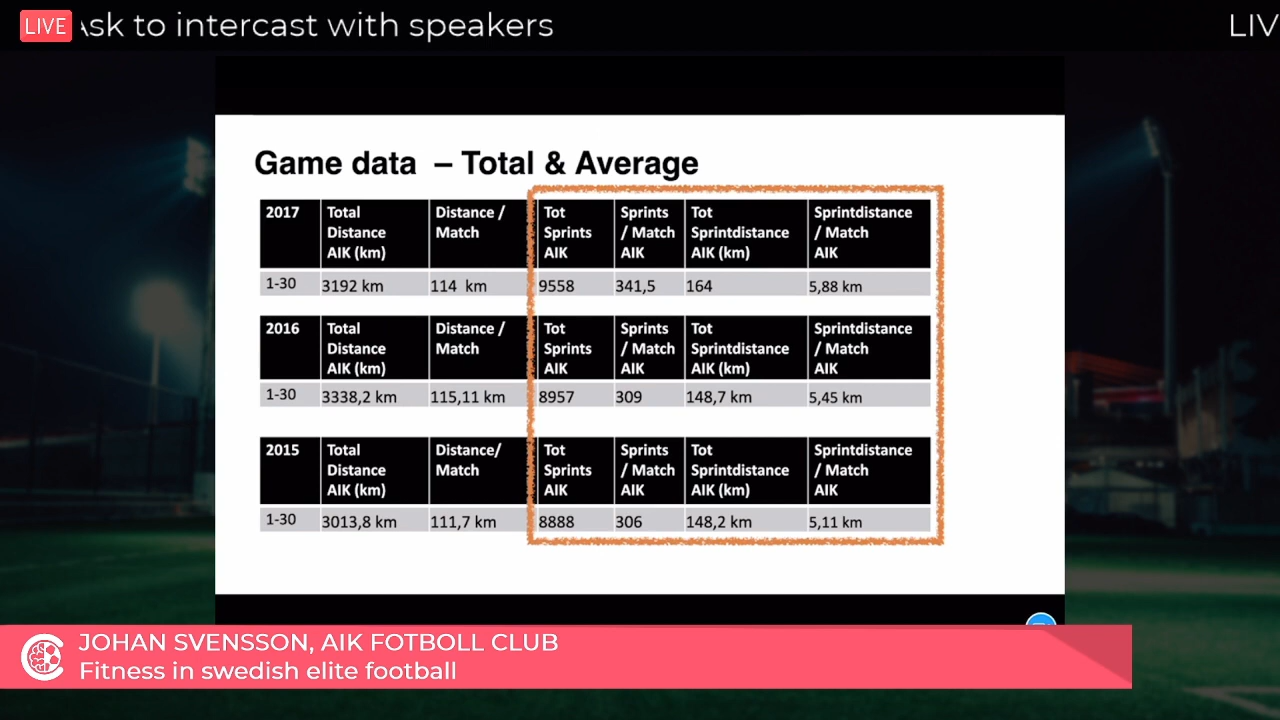 LIVE
sk to intercast with speakers
LIV
Game data – Total & Average
2017 Total Distance AIK (km) Distance / Match Tot Sprints AIK Sprints / Match AIK Tot Sprintdistance AIK (km) Sprintdistance / Match AIK
1-30 3192 km 114 km 9558 341,5 164 5,88 km
2016 Total Distance AIK (km) Distance / Match Tot Sprints AIK Sprints / Match AIK Tot Sprintdistance AIK (km) Sprintdistance / Match AIK
1-30 3338,2 km 115,11 km 8957 309 148,7 km 5,45 km
2015 Total Distance AIK (km) Distance/ Match Tot Sprints AIK Sprints / Match AIK Tot Sprintdistance AIK (km) Sprintdistance / Match AIK
1-30 3013,8 km 111,7 km 8888 306 148,2 km 5,11 km
JOHAN SVENSSON, AIK FOTBOLL CLUB
Fitness in swedish elite football